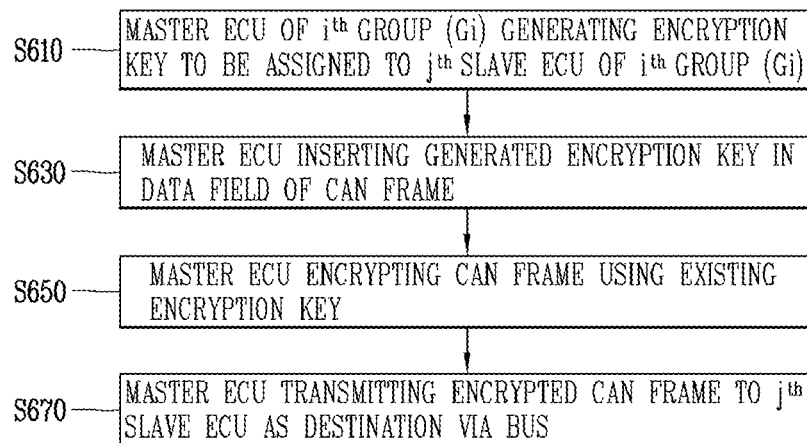 S610
MASTER ECU OF iᵗʰ GROUP (Gi) GENERATING ENCRYPTION
KEY TO BE ASSIGNED TO jᵗʰ SLAVE ECU OF iᵗʰ GROUP (Gi)
S630
MASTER ECU INSERTING GENERATED ENCRYPTION KEY IN
DATA FIELD OF CAN FRAME
S650
MASTER ECU ENCRYPTING CAN FRAME USING EXISTING
ENCRYPTION KEY
S670
MASTER ECU TRANSMITTING ENCRYPTED CAN FRAME TO jᵗʰ
SLAVE ECU AS DESTINATION VIA BUS